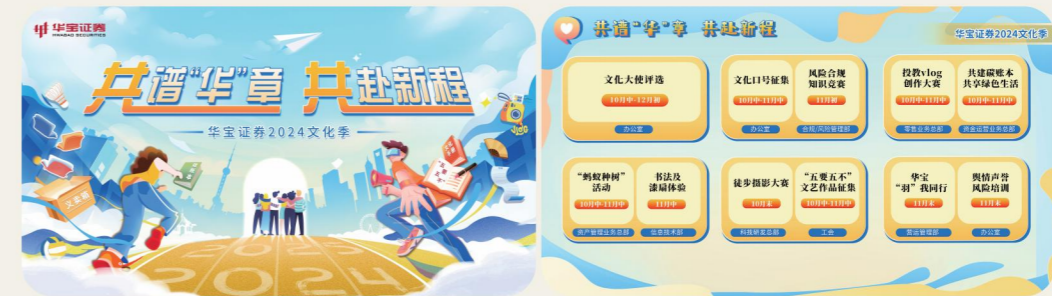 华宝证券
HWABAO SECURITIES
共谱“华”章 共赴新程
华宝证券2024文化季
文卖若
2023
2024
共谱“华”章 共赴新程
华宝证券2024文化季
文化大使评选
10月中-12月初
办公室
文化口号征集
10月中-11月中
办公室
风险合规
知识竞赛
11月初
合规/风险管理部
投教vlog
创作大赛
10月中-11月中
零售业务总部
共建碳账本
共享绿色生活
10月中-11月中
资金运营业务总部
“蚂蚁种树”
活动
10月中-11月中
资产管理业务总部
书法及
漆扇体验
11月中
信息技术部
徒步摄影大赛
10月末
科技研发总部
“五要五不”
文艺作品征集
10月中-11月中
工会
华宝
“羽”我同行
11月末
营运管理部
舆情声誉
风险培训
11月末
办公室